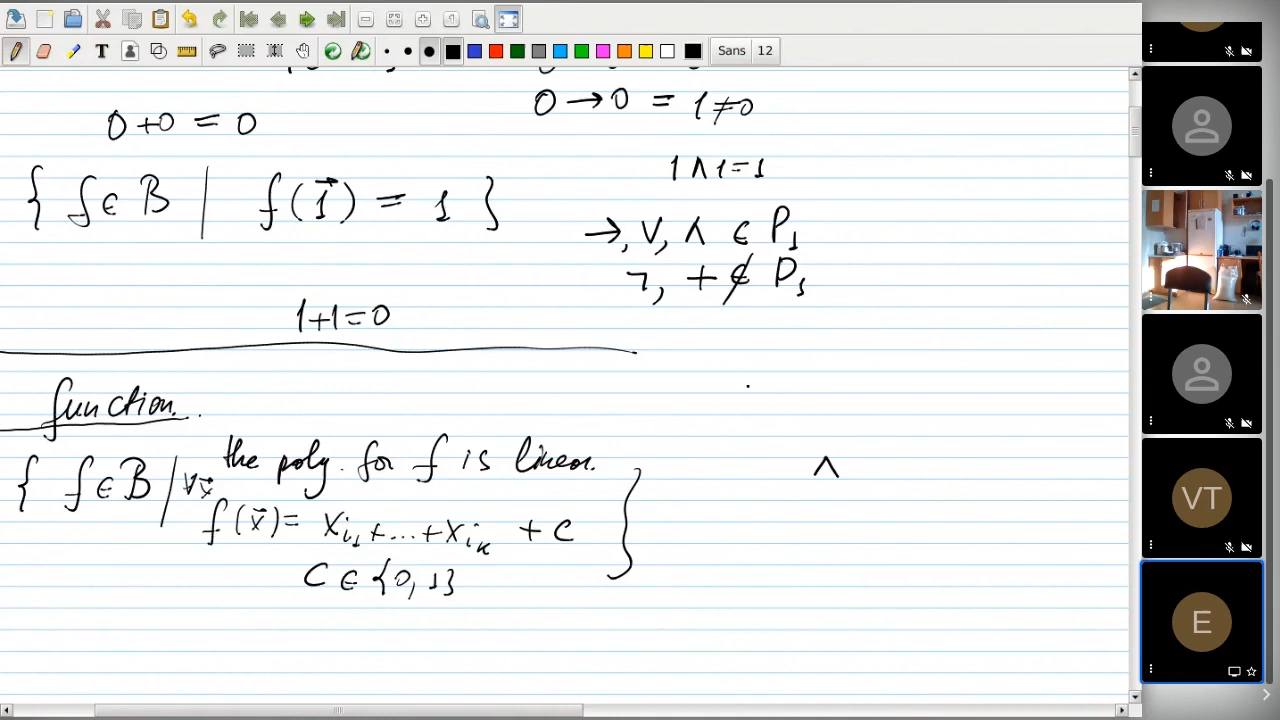 Sans 12
0 → 0 = 1 ≠ 0
0 + 0 = 0
1 ∧ 1 = 1
{ f ∈ B | f(1⃗) = 1 }
→, ∨, ∧ ∈ P₁
¬, + ∉ P₁
1 + 1 = 0
function.
{ f ∈ B | ∀x⃗ the poly. for f is linear.
f(x⃗) = x_{i₁} + ... + x_{i_k} + c }
c ∈ {0, 1}
∧
VT
E